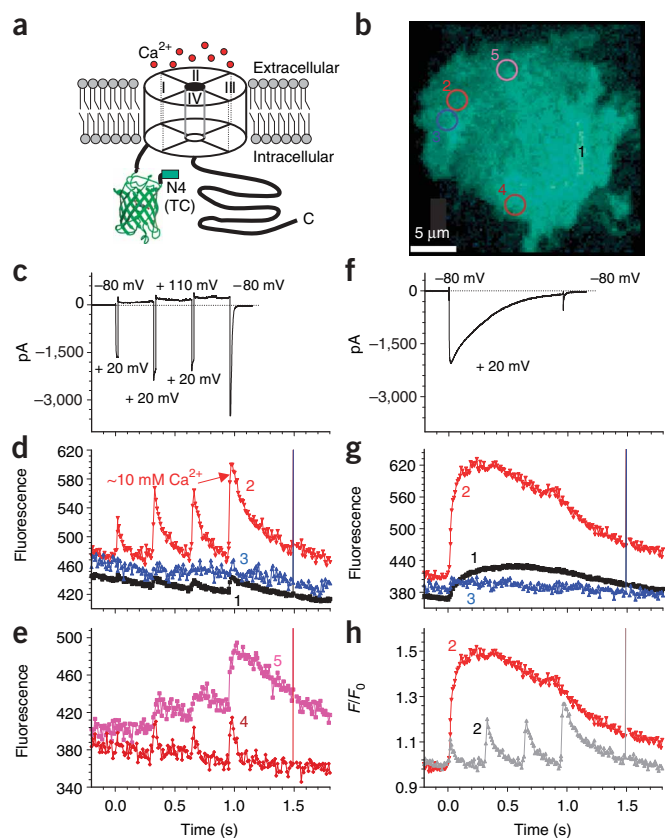 a
Ca2+
Extracellular
I
II
III
IV
Intracellular
N4
(TC)
C
b
5
2
1
4
5 μm
c
−80 mV
+ 110 mV
−80 mV
0
−1,500
−3,000
pA
+ 20 mV
+ 20 mV
+ 20 mV
f
−80 mV
−80 mV
0
−1,500
−3,000
pA
+ 20 mV
d
620
580
540
500
460
420
Fluorescence
~10 mM Ca2+
2
3
1
g
620
560
500
440
380
Fluorescence
2
1
3
e
500
460
420
380
340
Fluorescence
5
4
0.0
0.5
1.0
1.5
Time (s)
h
1.5
1.3
1.1
0.9
F/F0
2
2
0.0
0.5
1.0
1.5
Time (s)